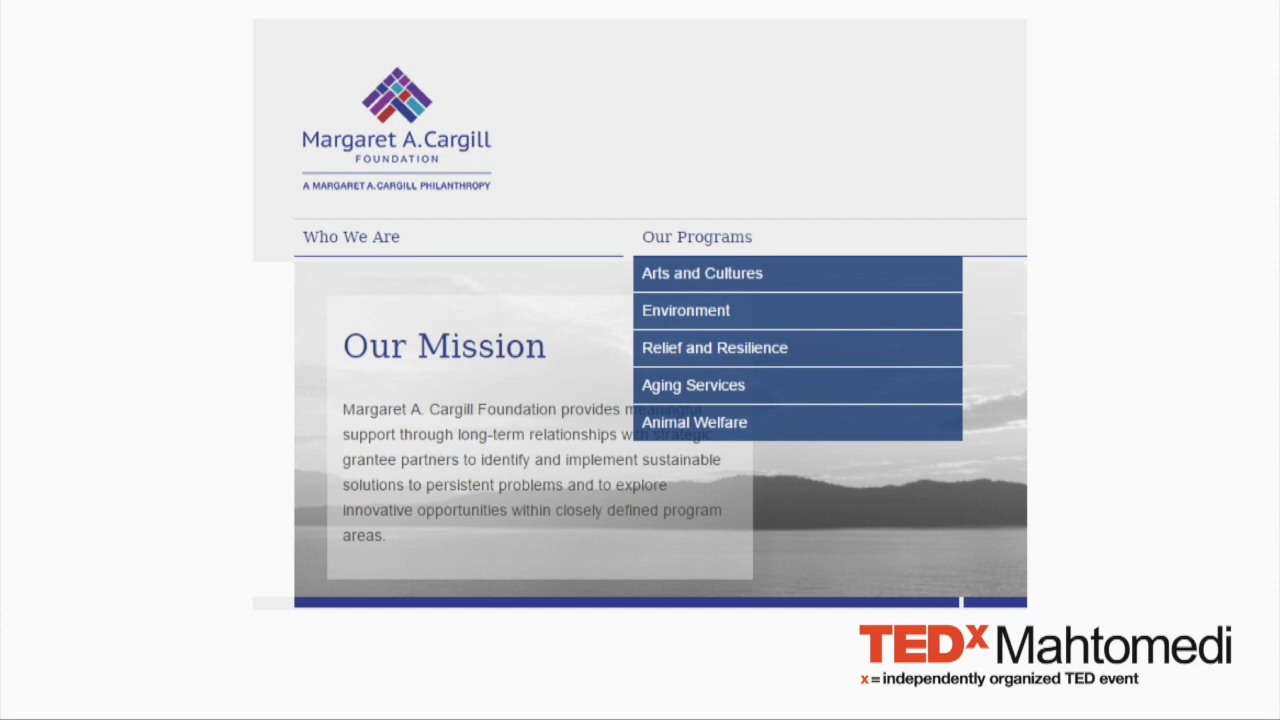 Margaret A. Cargill
FOUNDATION
A MARGARET A. CARGILL PHILANTHROPY
Who We Are
Our Programs
Arts and Cultures
Environment
Relief and Resilience
Aging Services
Animal Welfare
Our Mission
Margaret A. Cargill Foundation provides meaningful
support through long-term relationships with strategic
grantee partners to identify and implement sustainable
solutions to persistent problems and to explore
innovative opportunities within closely defined program
areas.
TEDx Mahtomedi
x = independently organized TED event